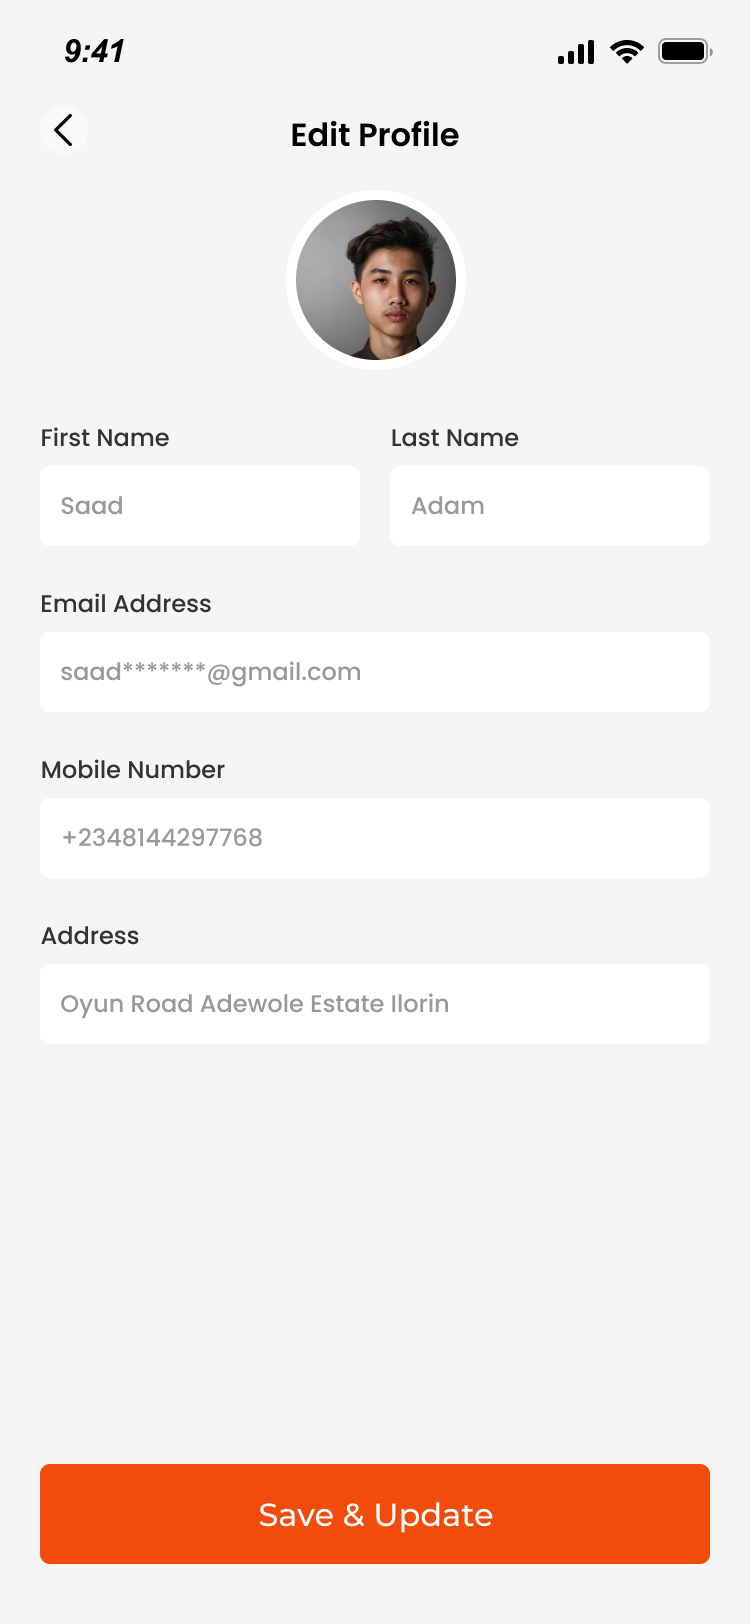 9:41
Edit Profile
First Name Last Name
Saad Adam
Email Address
saad*******@gmail.com
Mobile Number
+2348144297768
Address
Oyun Road Adewole Estate Ilorin
Save & Update